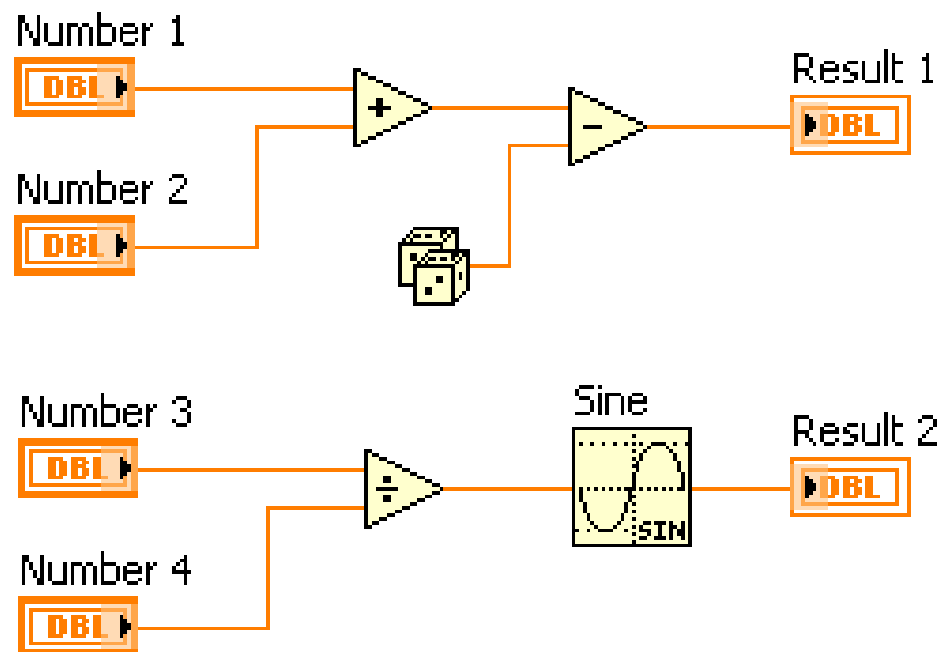 Number 1
DBL
+
−
Result 1
DBL
Number 2
DBL
Number 3
DBL
÷
Sine
SIN
Result 2
DBL
Number 4
DBL